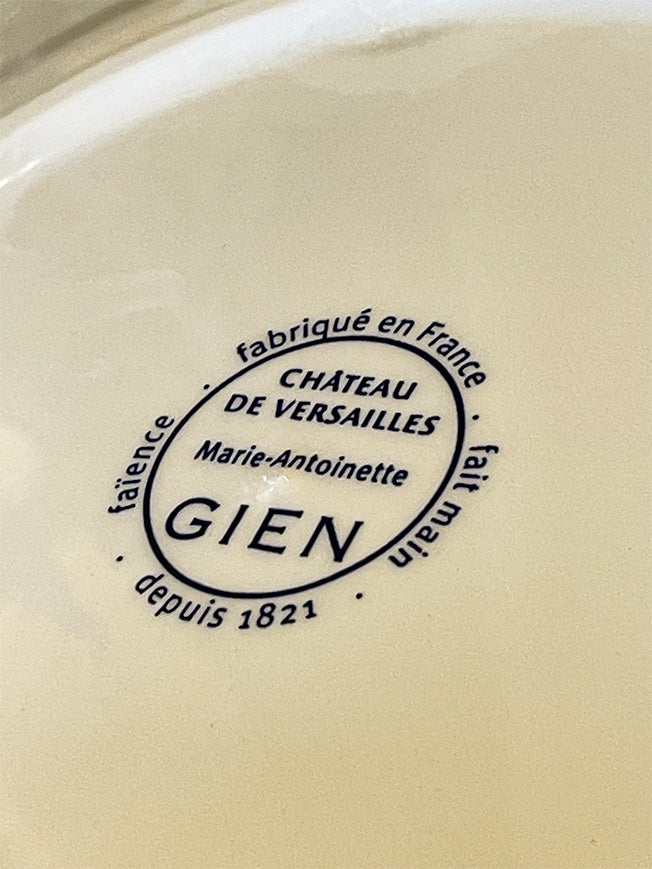 fabriqué en France
· fait main ·
depuis 1821 ·
faïence ·
CHÂTEAU
DE VERSAILLES
Marie-Antoinette
GIEN